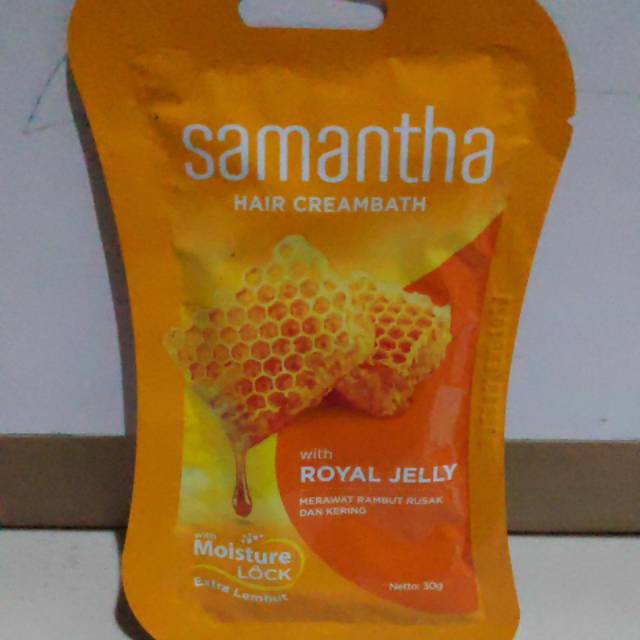 samantha
HAIR CREAMBATH
with
ROYAL JELLY
MERAWAT RAMBUT RUSAK
DAN KERING
with
Moisture
LOCK
Extra Lembut
Netto: 30g